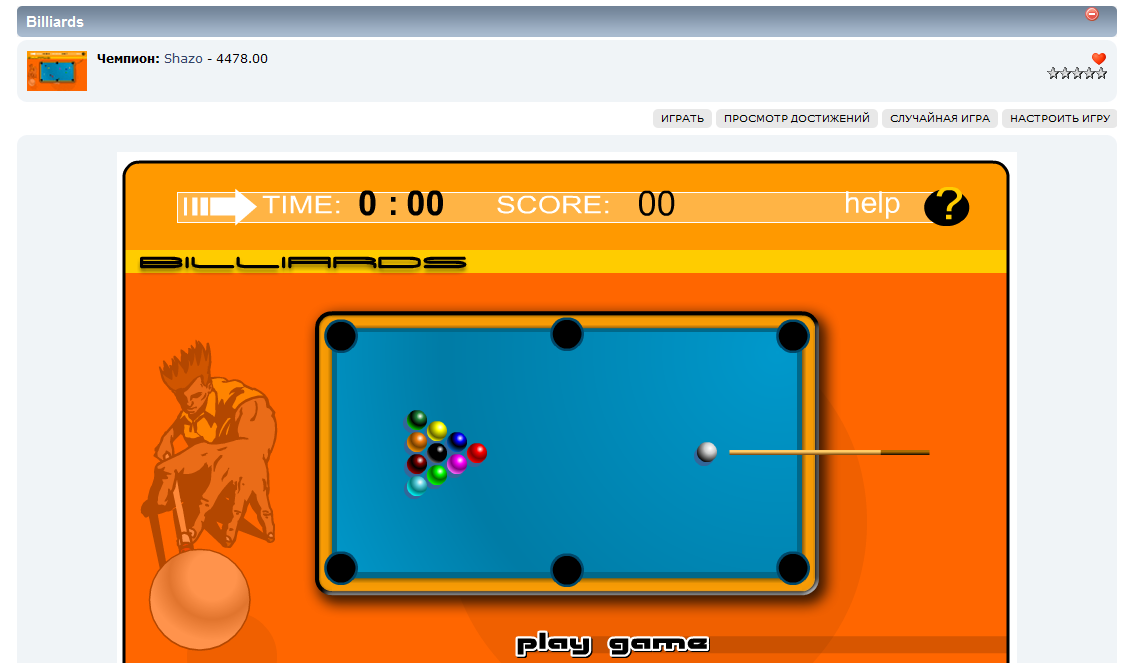 Billiards
Чемпион: Shazo - 4478.00
ИГРАТЬ ПРОСМОТР ДОСТИЖЕНИЙ СЛУЧАЙНАЯ ИГРА НАСТРОИТЬ ИГРУ
TIME: 0 : 00 SCORE: 00 help ?
BILLIARDS
play game